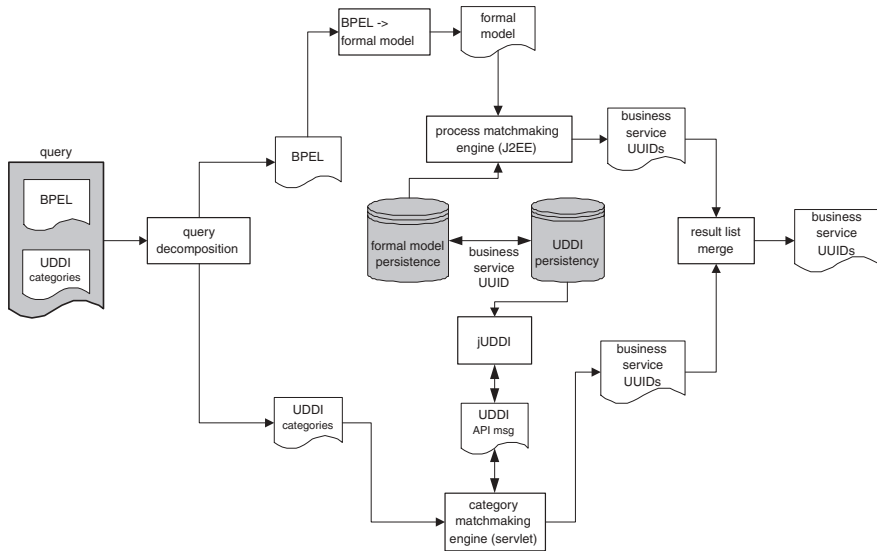 BPEL ->
formal model
formal
model
process matchmaking
engine (J2EE)
business
service
UUIDs
query
BPEL
UDDI
categories
query
decomposition
BPEL
formal model
persistence
business
service
UUID
UDDI
persistency
result list
merge
business
service
UUIDs
jUDDI
business
service
UUIDs
UDDI
categories
UDDI
API msg
category
matchmaking
engine (servlet)